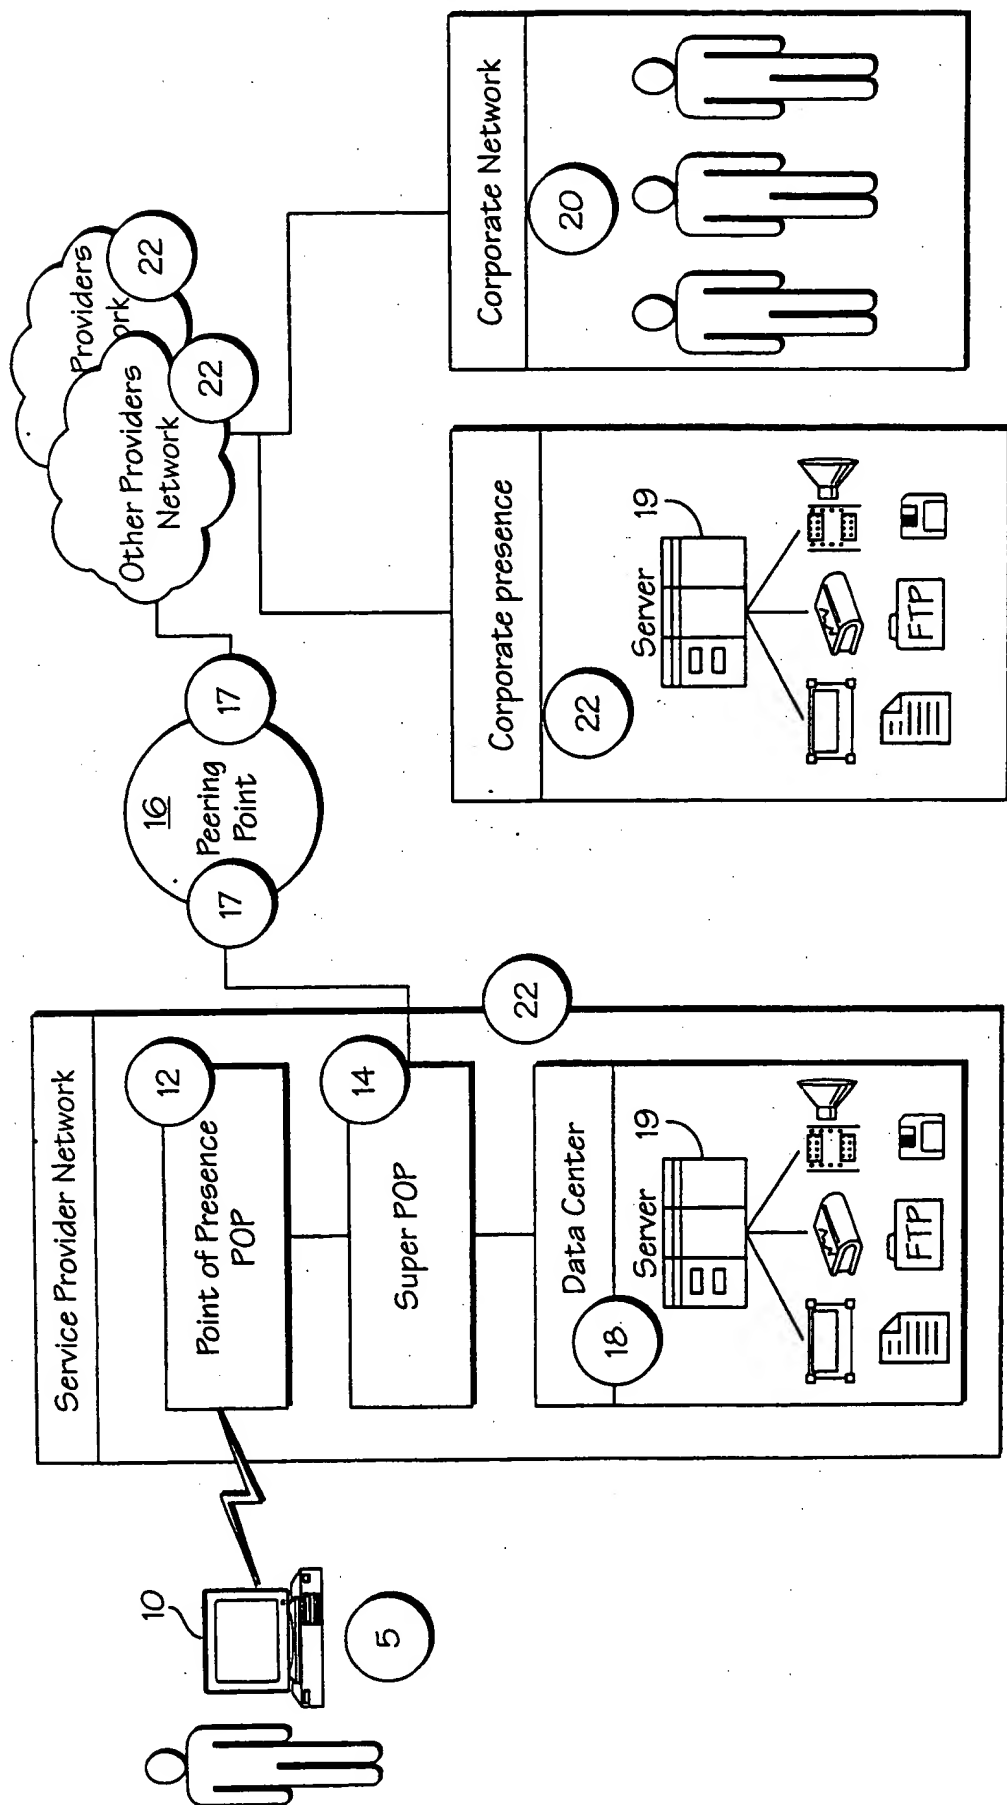 10
5
Service Provider Network
12
Point of Presence
POP
14
Super POP
Data Center
18
Server
19
FTP
22
17
16
Peering
Point
17
Other Providers
Network
22
Providers
ork
22
Corporate presence
22
Server
19
FTP
Corporate Network
20